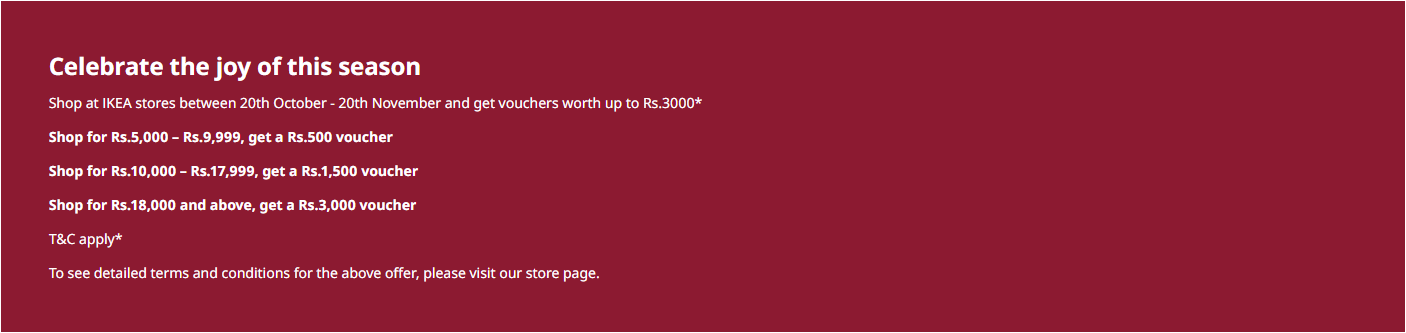 Celebrate the joy of this season
Shop at IKEA stores between 20th October - 20th November and get vouchers worth up to Rs.3000*
Shop for Rs.5,000 – Rs.9,999, get a Rs.500 voucher
Shop for Rs.10,000 – Rs.17,999, get a Rs.1,500 voucher
Shop for Rs.18,000 and above, get a Rs.3,000 voucher
T&C apply*
To see detailed terms and conditions for the above offer, please visit our store page.